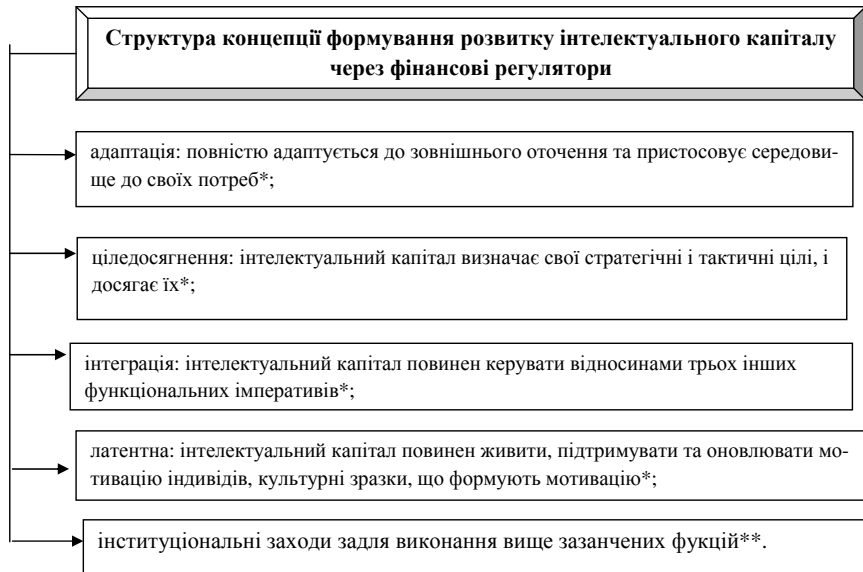 Структура концепції формування розвитку інтелектуального капіталу
через фінансові регулятори
адаптація: повністю адаптується до зовнішнього оточення та пристосовує середови-
ще до своїх потреб*;
ціледосягнення: інтелектуальний капітал визначає свої стратегічні і тактичні цілі, і
досягає їх*;
інтеграція: інтелектуальний капітал повинен керувати відносинами трьох інших
функціональних імперативів*;
латентна: інтелектуальний капітал повинен живити, підтримувати та оновлювати мо-
тивацію індивідів, культурні зразки, що формують мотивацію*;
інституціональні заходи задля виконання вище зазанчених фукцій**.